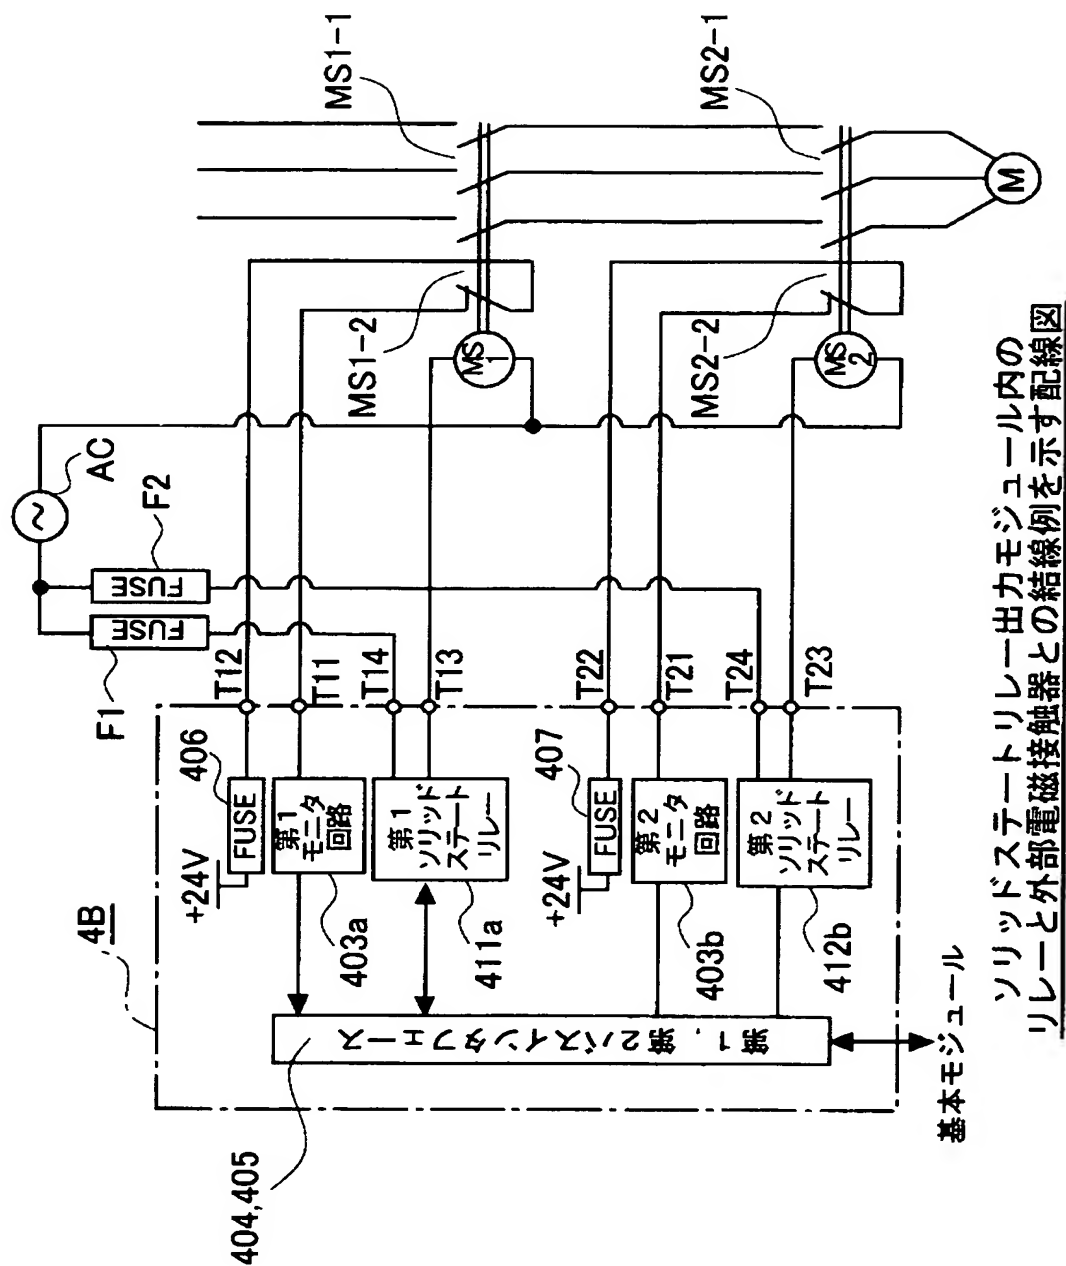 MS1-1
MS2-1
M
MS1-2
MS2-2
MS
1
MS
2
AC
F2
FUSE
FUSE
F1
T12
T11
T14
T13
T22
T21
T24
T23
406
FUSE
+24V
第1
モニタ
回路
403a
第1
ソリッド
ステート
リレー
411a
407
FUSE
+24V
第2
モニタ
回路
403b
第2
ソリッド
ステート
リレー
412b
4B
第1，第2バスインタフェース
404,405
基本モジュール
ソリッドステートリレー出力モジュール内の
リレーと外部電磁接触器との結線例を示す配線図